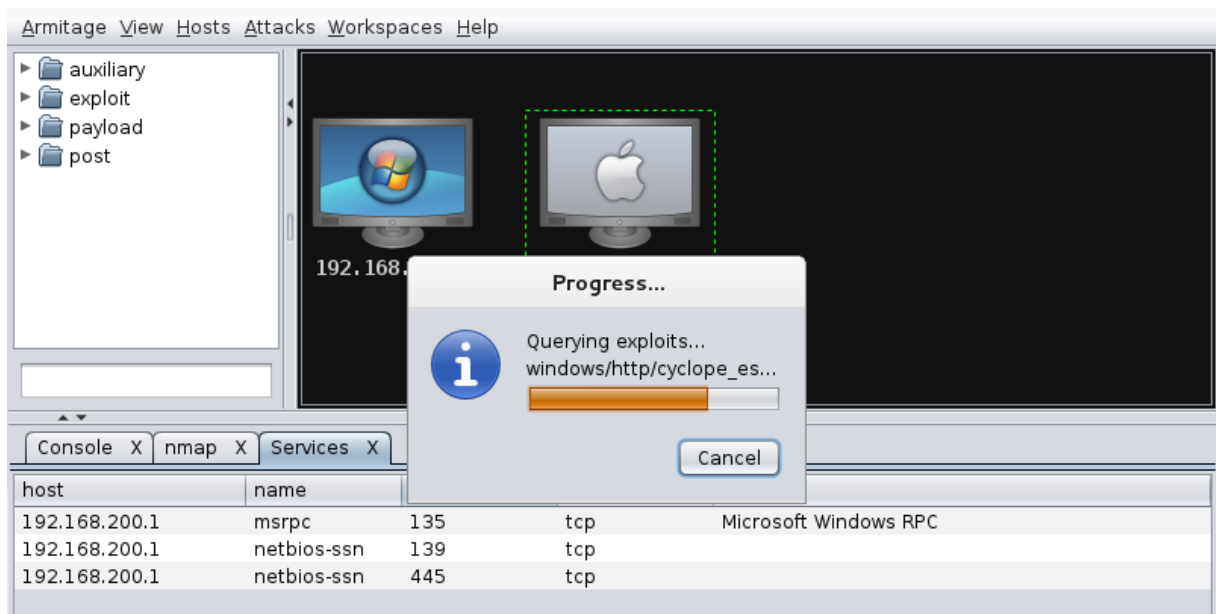 Armitage View Hosts Attacks Workspaces Help
auxiliary
exploit
payload
post
192.168.
Progress...
Querying exploits...
windows/http/cyclope_es...
Cancel
Console X nmap X Services X
host name
192.168.200.1 msrpc 135 tcp Microsoft Windows RPC
192.168.200.1 netbios-ssn 139 tcp
192.168.200.1 netbios-ssn 445 tcp